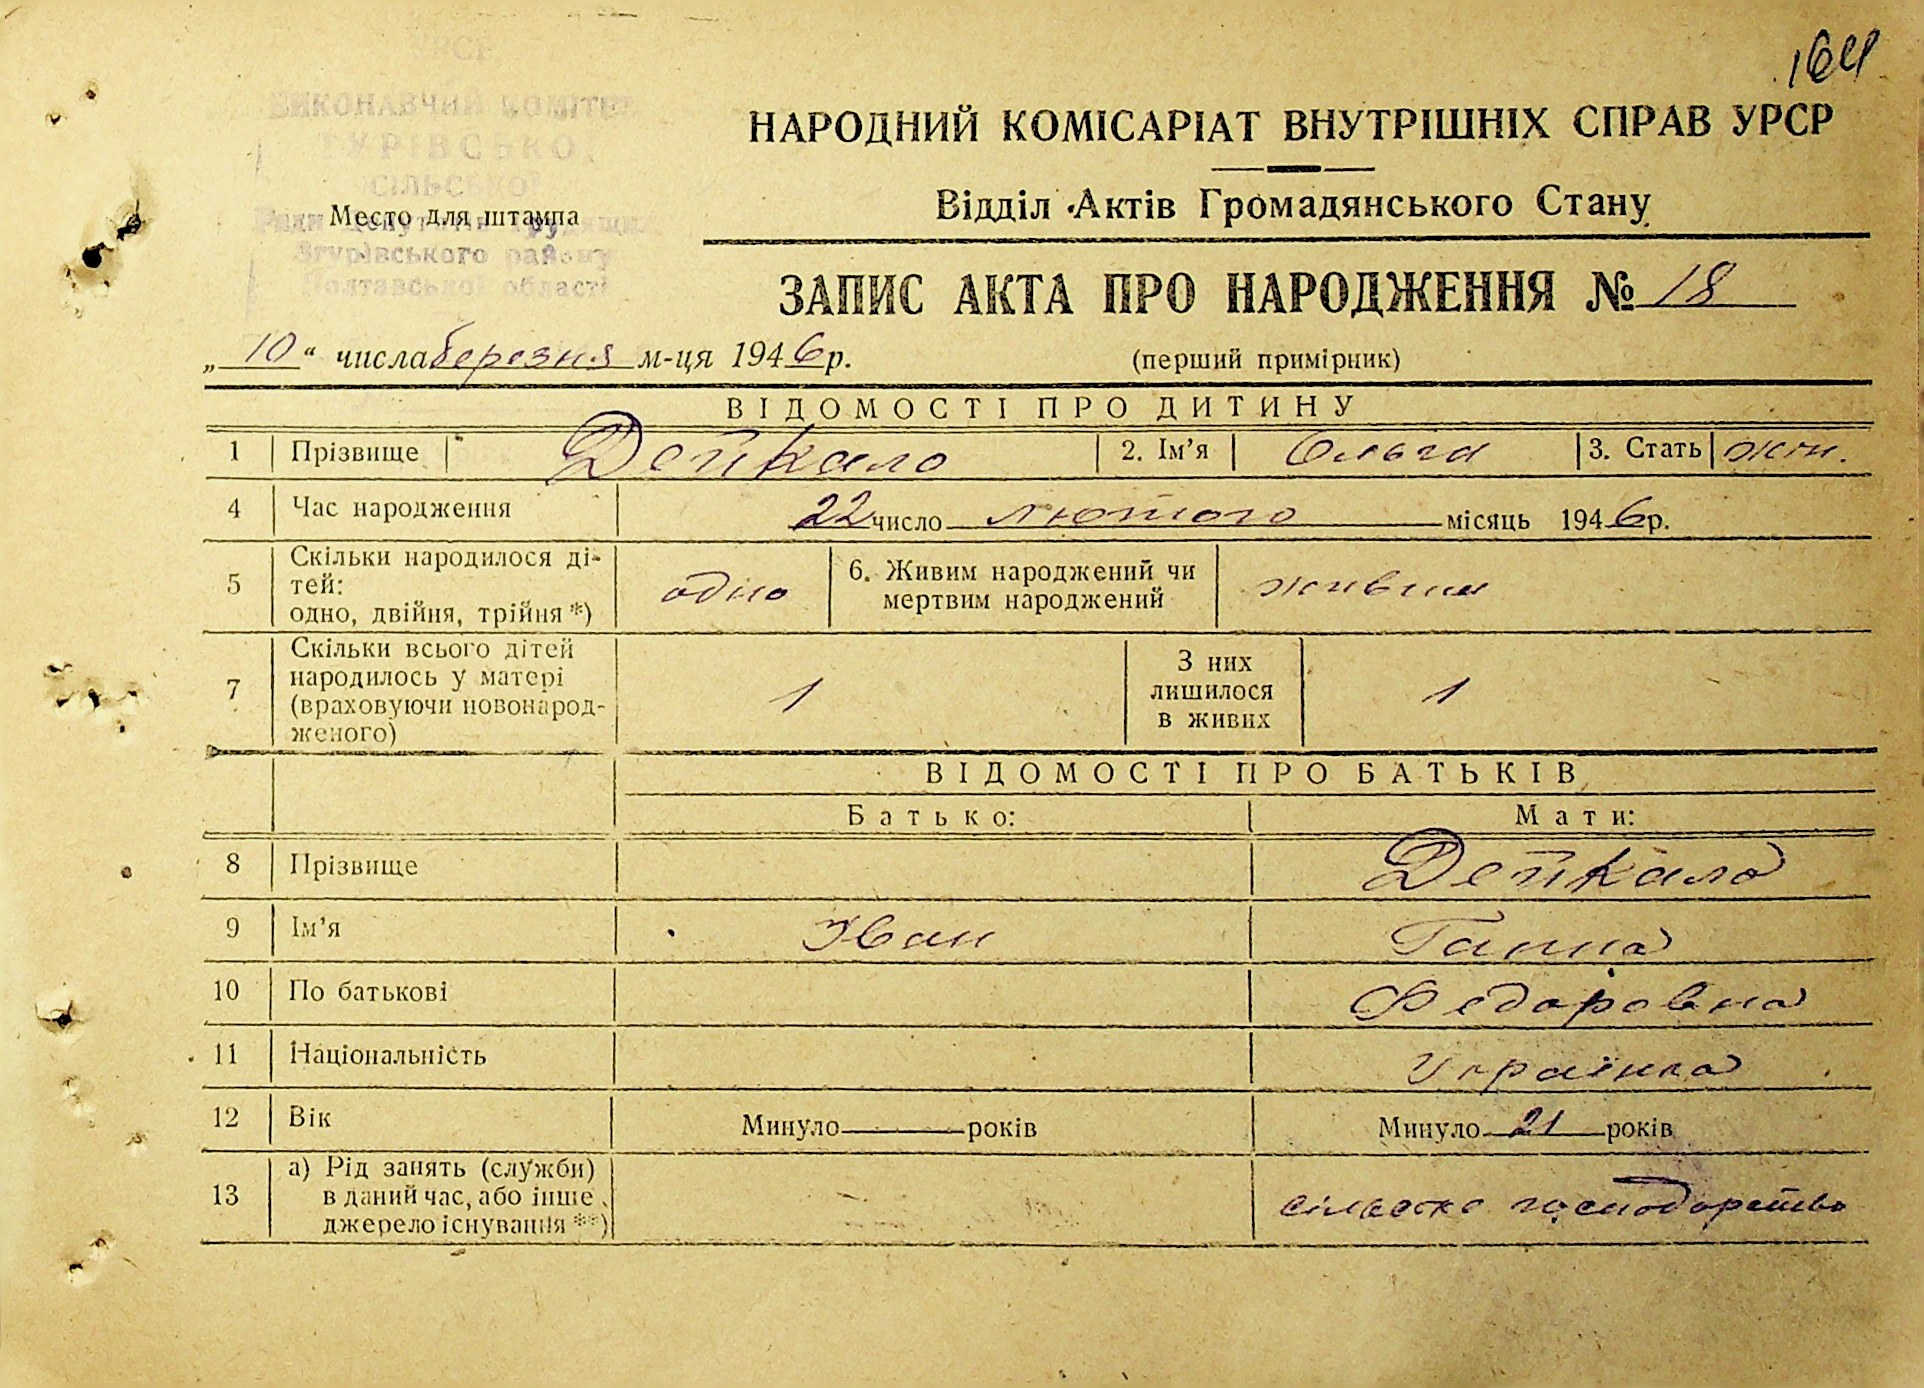 164
УРСР
ВИКОНАВЧИЙ КОМІТЕТ
ТУРІВСЬКОЇ
СІЛЬСЬКОЇ
Ради депутатів трудящих
Згурівського району
Полтавської області
Место для штампа
НАРОДНИЙ КОМІСАРІАТ ВНУТРІШНІХ СПРАВ УРСР
Відділ Актів Громадянського Стану
ЗАПИС АКТА ПРО НАРОДЖЕННЯ № 18
„10“ числа березня м-ця 1946 р. (перший примірник)
ВІДОМОСТІ ПРО ДИТИНУ
1 Прізвище Дейкало 2. Ім’я Ольга 3. Стать жін.
4 Час народження 22 число лютого місяць 1946 р.
5 Скільки народилося ді-
тей:
одно, двійня, трійня *) одно 6. Живим народжений чи
мертвим народжений живим
7 Скільки всього дітей
народилось у матері
(враховуючи новонарод-
женого) 1 З них
лишилося
в живих 1
ВІДОМОСТІ ПРО БАТЬКІВ
Батько: Мати:
8 Прізвище Дейкало
9 Ім’я Іван Ганна
10 По батькові Федоровна
11 Національність Українка
12 Вік Минуло — років Минуло 21 років
13 а) Рід занять (служби)
в даний час, або інше
джерело існування **) сільське господарство